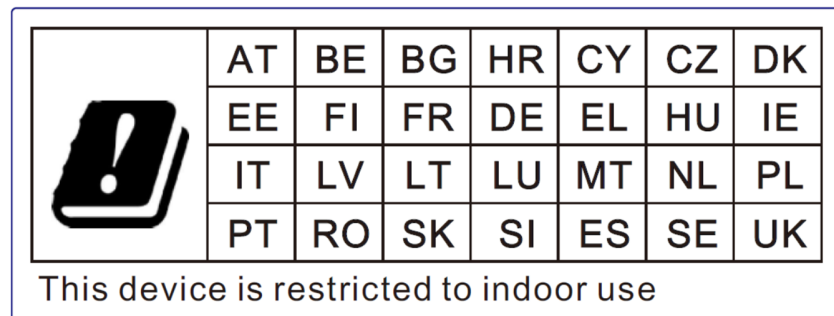 AT BE BG HR CY CZ DK
EE FI FR DE EL HU IE
IT LV LT LU MT NL PL
PT RO SK SI ES SE UK
This device is restricted to indoor use